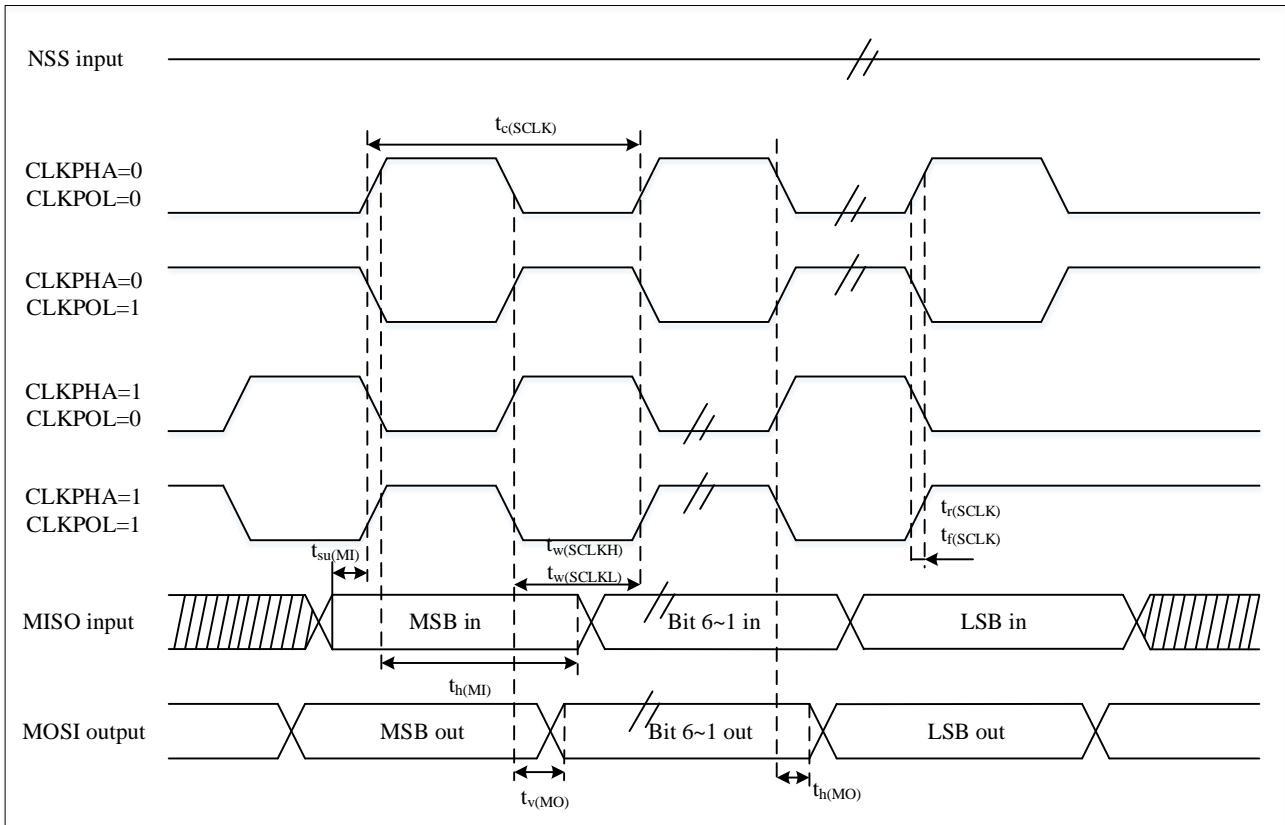 NSS input
tc(SCLK)
CLKPHA=0
CLKPOL=0
CLKPHA=0
CLKPOL=1
CLKPHA=1
CLKPOL=0
CLKPHA=1
CLKPOL=1
tr(SCLK)
tf(SCLK)
tsu(MI)
tw(SCLKH)
tw(SCLKL)
MISO input
MSB in
Bit 6~1 in
LSB in
th(MI)
MOSI output
MSB out
Bit 6~1 out
LSB out
tv(MO)
th(MO)